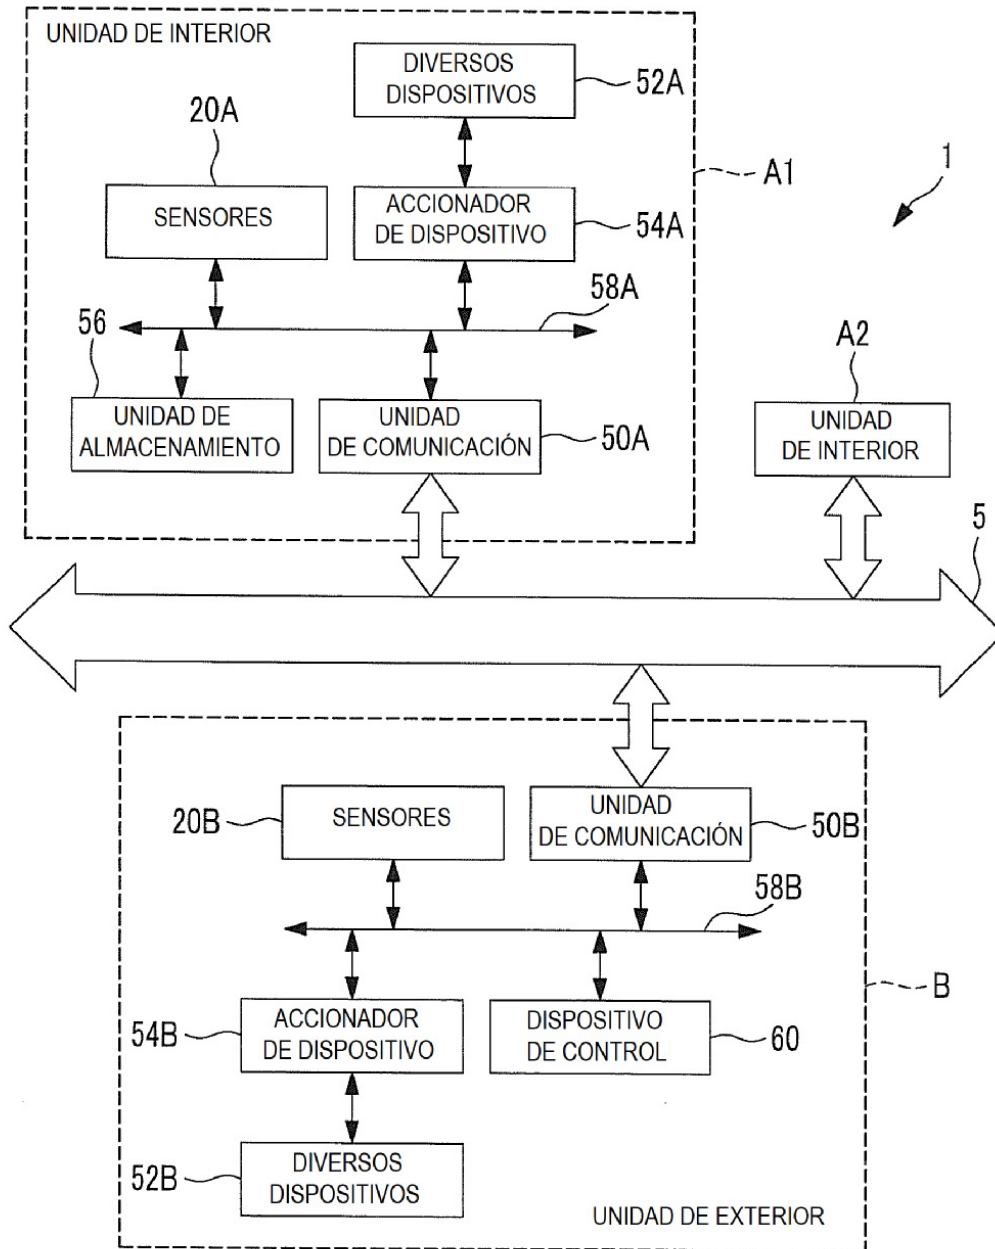 UNIDAD DE INTERIOR
DIVERSOS
DISPOSITIVOS
52A
20A
1
A1
SENSORES
ACCIONADOR
DE DISPOSITIVO
54A
58A
56
A2
UNIDAD DE
ALMACENAMIENTO
UNIDAD
DE COMUNICACIÓN
50A
UNIDAD
DE INTERIOR
5
20B
SENSORES
UNIDAD
DE COMUNICACIÓN
50B
58B
B
54B
ACCIONADOR
DE DISPOSITIVO
DISPOSITIVO
DE CONTROL
60
52B
DIVERSOS
DISPOSITIVOS
UNIDAD DE EXTERIOR